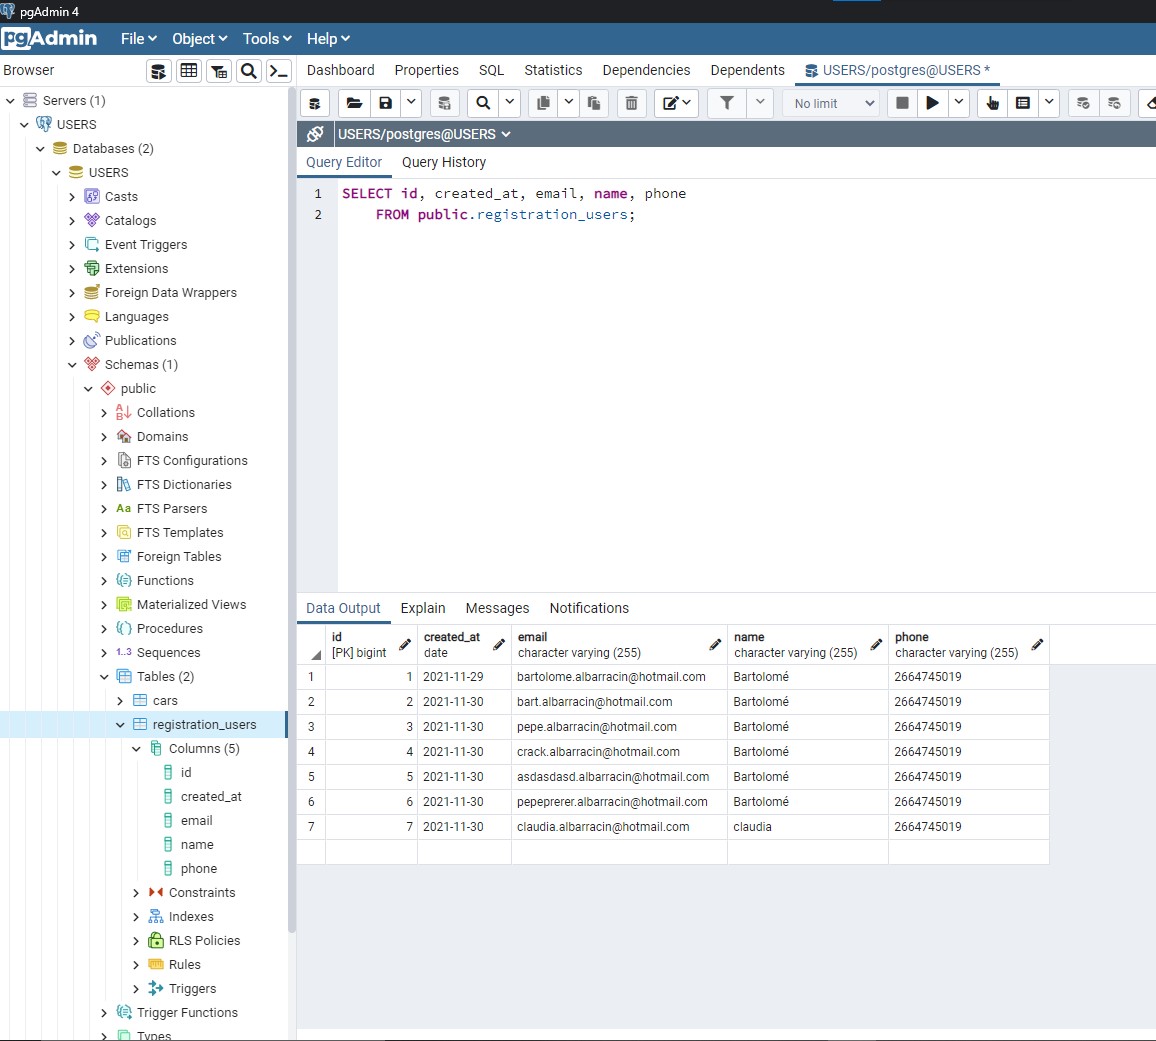 pgAdmin 4
pgAdmin File Object Tools Help
Browser
Dashboard Properties SQL Statistics Dependencies Dependents USERS/postgres@USERS *
No limit
USERS/postgres@USERS
Query Editor Query History
1 SELECT id, created_at, email, name, phone
2 FROM public.registration_users;
Servers (1)
USERS
Databases (2)
USERS
Casts
Catalogs
Event Triggers
Extensions
Foreign Data Wrappers
Languages
Publications
Schemas (1)
public
Collations
Domains
FTS Configurations
FTS Dictionaries
Aa FTS Parsers
FTS Templates
Foreign Tables
Functions
Materialized Views
Procedures
1..3 Sequences
Tables (2)
cars
registration_users
Columns (5)
id
created_at
email
name
phone
Constraints
Indexes
RLS Policies
Rules
Triggers
Trigger Functions
Types
Data Output Explain Messages Notifications
id created_at email name phone
[PK] bigint date character varying (255) character varying (255) character varying (255)
1 1 2021-11-29 bartolome.albarracin@hotmail.com Bartolomé 2664745019
2 2 2021-11-30 bart.albarracin@hotmail.com Bartolomé 2664745019
3 3 2021-11-30 pepe.albarracin@hotmail.com Bartolomé 2664745019
4 4 2021-11-30 crack.albarracin@hotmail.com Bartolomé 2664745019
5 5 2021-11-30 asdasdasd.albarracin@hotmail.com Bartolomé 2664745019
6 6 2021-11-30 pepeprerer.albarracin@hotmail.com Bartolomé 2664745019
7 7 2021-11-30 claudia.albarracin@hotmail.com claudia 2664745019